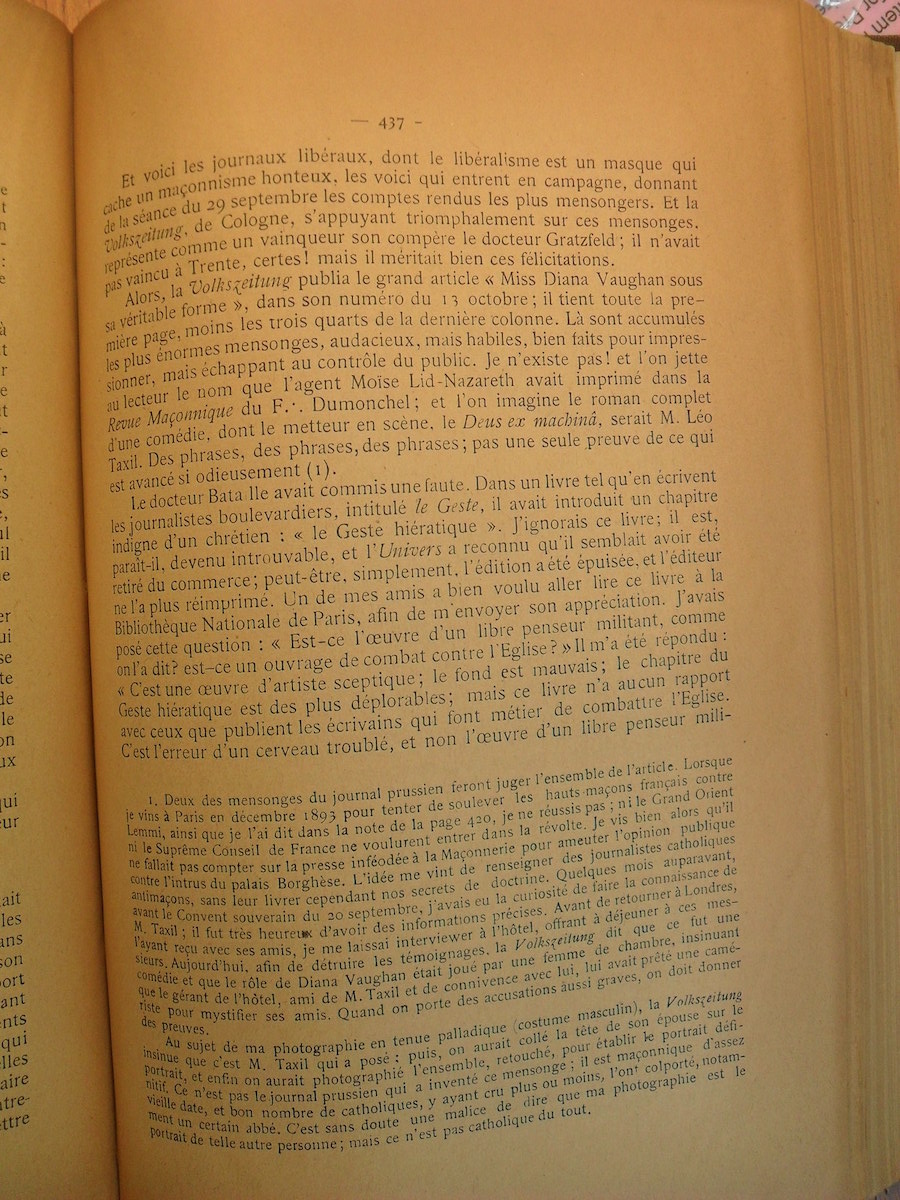 — 437 -
Et voici les journaux libéraux, dont le libéralisme est un masque qui
cache un maçonnisme honteux, les voici qui entrent en campagne, donnant
de la séance du 29 septembre les comptes rendus les plus mensongers. Et la
Volkszeitung, de Cologne, s'appuyant triomphalement sur ces mensonges,
représente comme un vainqueur son compère le docteur Gratzfeld; il n'avait
pas vaincu à Trente, certes! mais il méritait bien ces félicitations.
Alors, la Volkszeitung publia le grand article « Miss Diana Vaughan sous
sa véritable forme », dans son numéro du 13 octobre; il tient toute la pre-
mière page, moins les trois quarts de la dernière colonne. Là sont accumulés
les plus énormes mensonges, audacieux, mais habiles, bien faits pour impres-
sionner, mais échappant au contrôle du public. Je n'existe pas! et l'on jette
au lecteur le nom que l'agent Moïse Lid-Nazareth avait imprimé dans la
Revue Maçonnique du F.·. Dumonchel; et l'on imagine le roman complet
d'une comédie, dont le metteur en scène, le Deus ex machinâ, serait M. Léo
Taxil. Des phrases, des phrases, des phrases; pas une seule preuve de ce qui
est avancé si odieusement (1).
Le docteur Bata lle avait commis une faute. Dans un livre tel qu'en écrivent
les journalistes boulevardiers, intitulé le Geste, il avait introduit un chapitre
indigne d'un chrétien : « le Geste hiératique ». J'ignorais ce livre; il est,
paraît-il, devenu introuvable, et l'Univers a reconnu qu'il semblait avoir été
retiré du commerce; peut-être, simplement, l'édition a été épuisée, et l'éditeur
ne l'a plus réimprimé. Un de mes amis a bien voulu aller lire ce livre à la
Bibliothèque Nationale de Paris, afin de m'envoyer son appréciation. J'avais
posé cette question : « Est-ce l'œuvre d'un libre penseur militant, comme
on l'a dit? est-ce un ouvrage de combat contre l'Eglise? » Il m'a été répondu :
« C'est une œuvre d'artiste sceptique; le fond est mauvais; le chapitre du
Geste hiératique est des plus déplorables; mais ce livre n'a aucun rapport
avec ceux que publient les écrivains qui font métier de combattre l'Eglise.
C'est l'erreur d'un cerveau troublé, et non l'œuvre d'un libre penseur mili-
1. Deux des mensonges du journal prussien feront juger l'ensemble de l'article. Lorsque
je vins à Paris en décembre 1893 pour tenter de soulever les hauts-maçons français contre
Lemmi, ainsi que je l'ai dit dans la note de la page 420, je ne réussis pas; ni le Grand Orient
ni le Suprême Conseil de France ne voulurent entrer dans la révolte. Je vis bien alors qu'il
ne fallait pas compter sur la presse inféodée à la Maçonnerie pour ameuter l'opinion publique
contre l'intrus du palais Borghèse. L'idée me vint de renseigner des journalistes catholiques
antimaçons, sans leur livrer cependant nos secrets de doctrine. Quelques mois auparavant,
avant le Convent souverain du 20 septembre, j'avais eu la curiosité de faire la connaissance de
M. Taxil; il fut très heureux d'avoir des informations précises. Avant de retourner à Londres,
l'ayant reçu avec ses amis, je me laissai interviewer à l'hôtel, offrant à déjeuner à ces mes-
sieurs. Aujourd'hui, afin de détruire les témoignages, la Volkszeitung dit que ce fut une
comédie et que le rôle de Diana Vaughan était joué par une femme de chambre, insinuant
que le gérant de l'hôtel, ami de M. Taxil et de connivence avec lui, lui avait prêté une camé-
riste pour mystifier ses amis. Quand on porte des accusations aussi graves, on doit donner
des preuves.
Au sujet de ma photographie en tenue palladique (costume masculin), la Volkszeitung
insinue que c'est M. Taxil qui a posé : puis, on aurait collé la tête de son épouse sur le
portrait, et enfin on aurait photographié l'ensemble, retouché, pour établir le portrait défi-
nitif. Ce n'est pas le journal prussien qui a inventé ce mensonge; il est maçonnique d'assez
vieille date, et bon nombre de catholiques, y ayant cru plus ou moins, l'ont colporté, notam-
ment un certain abbé. C'est sans doute une malice de dire que ma photographie est le
portrait de telle autre personne; mais ce n'est pas catholique du tout.